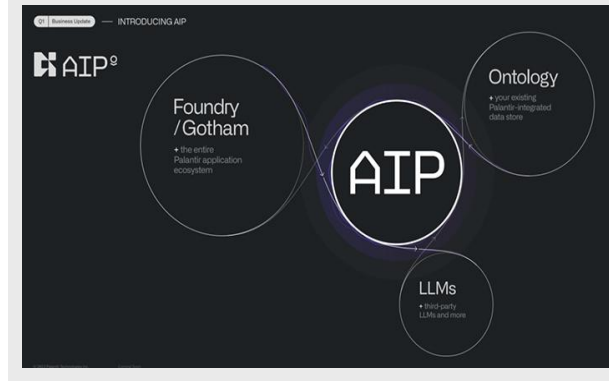 Q1 Business Update — INTRODUCING AIP
AIP
Foundry
/Gotham
+ the entire
Palantir application
ecosystem
AIP
Ontology
+ your existing
Palantir-integrated
data store
LLMs
+ third-party
LLMs and more